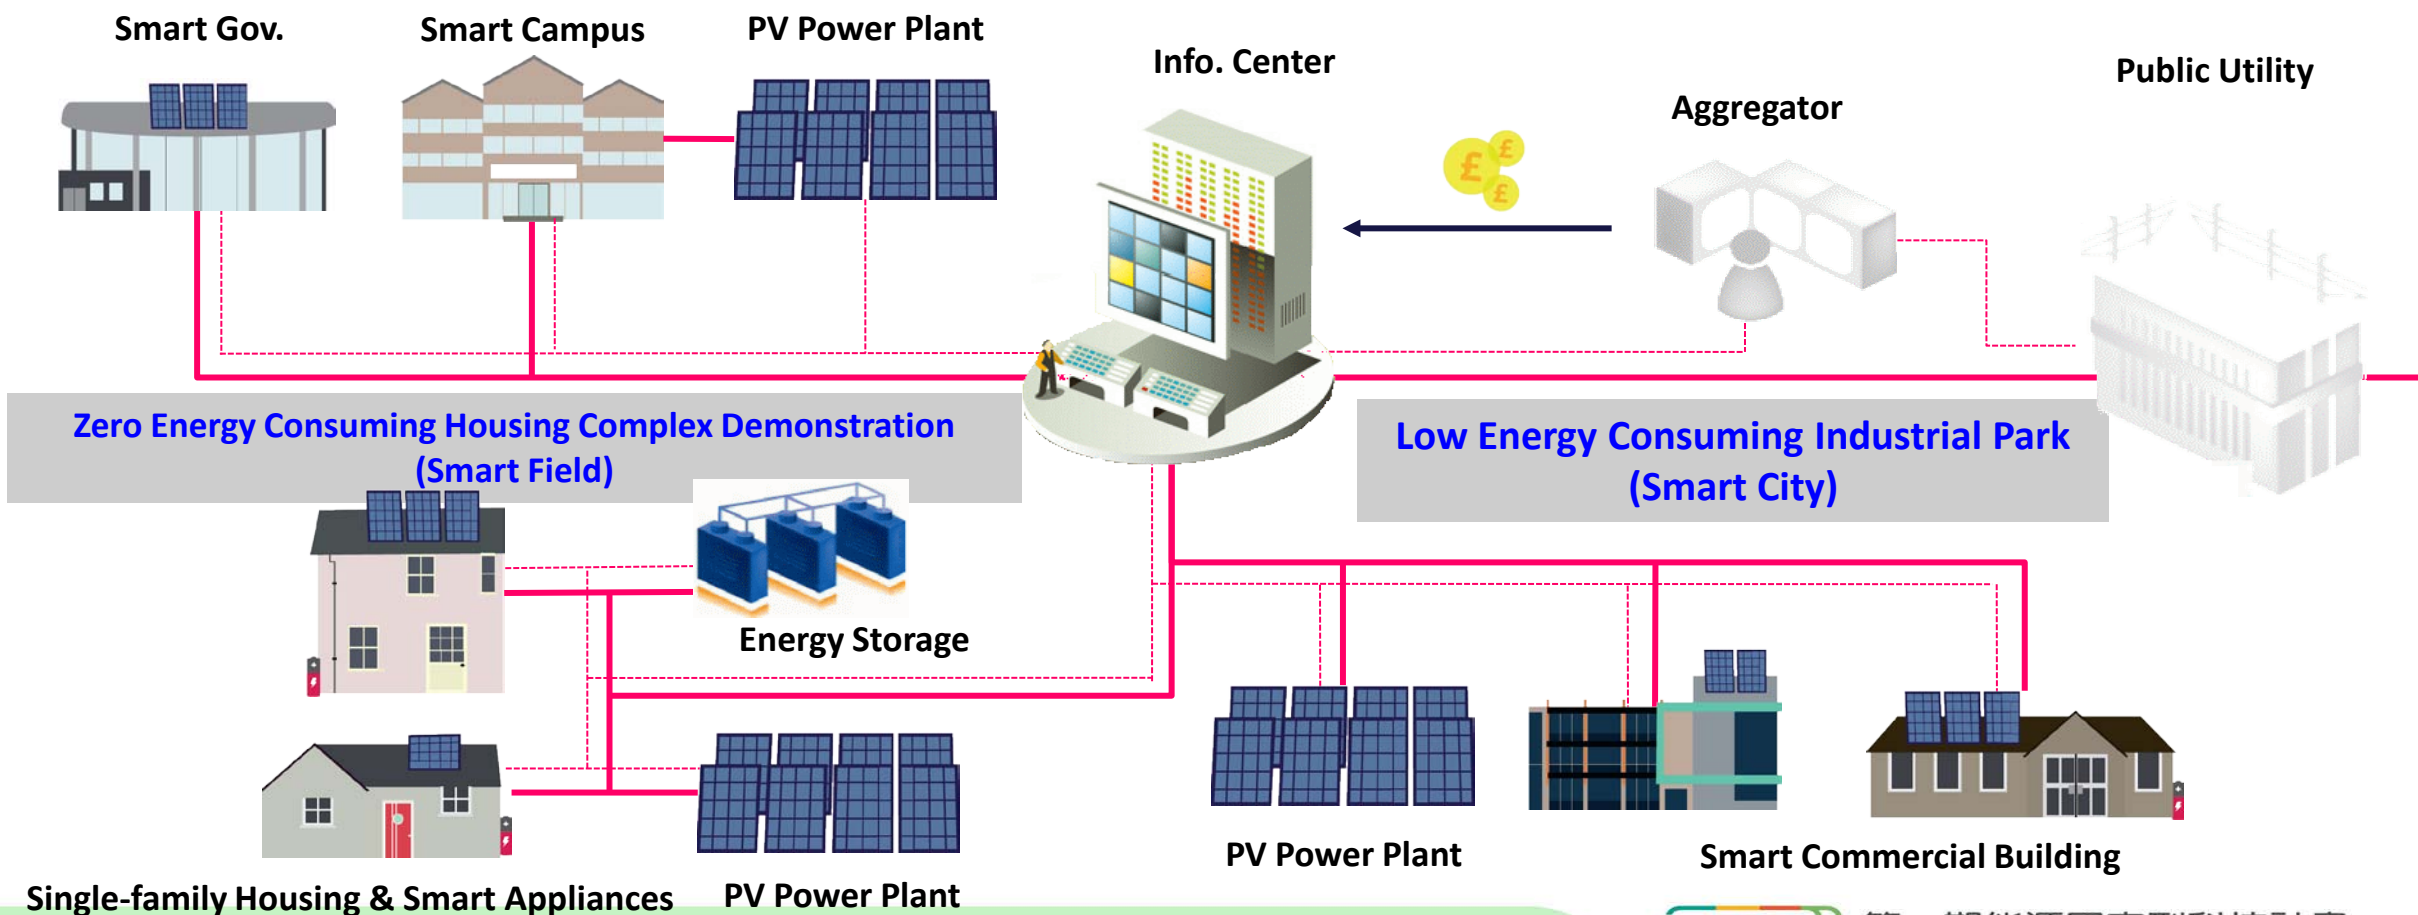 Smart Gov.
Smart Campus
PV Power Plant
Info. Center
Aggregator
Public Utility
Zero Energy Consuming Housing Complex Demonstration
(Smart Field)
Low Energy Consuming Industrial Park
(Smart City)
Energy Storage
PV Power Plant
Smart Commercial Building
Single-family Housing & Smart Appliances
PV Power Plant